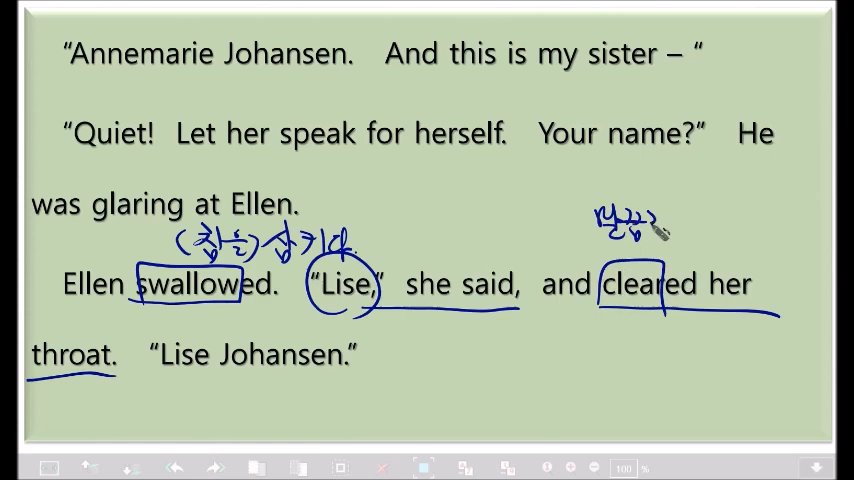 “Annemarie Johansen. And this is my sister – “
“Quiet! Let her speak for herself. Your name?” He
was glaring at Ellen.
(침을) 삼키다.
Ellen swallowed. “Lise,” she said, and cleared her
throat. “Lise Johansen.”
100 %